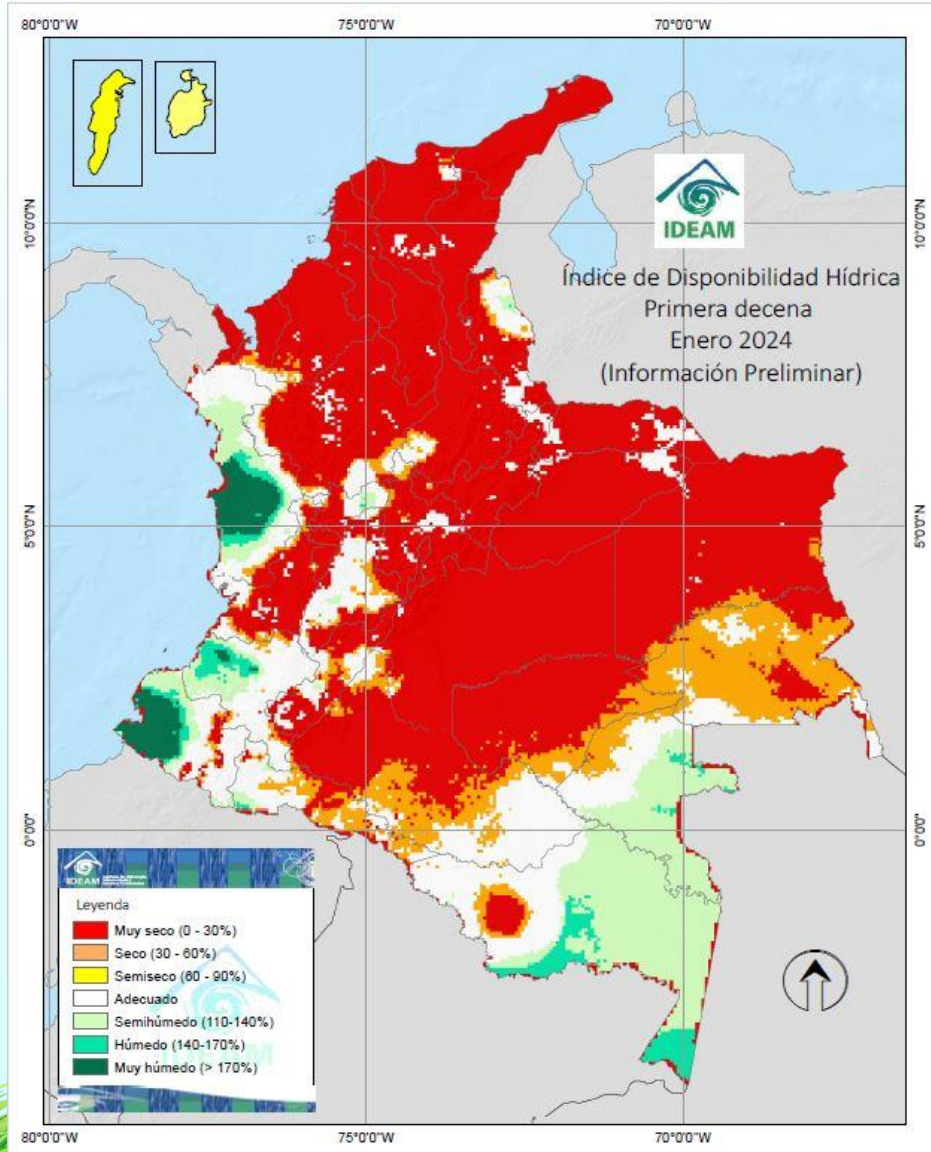 80°0'0"W 75°0'0"W 70°0'0"W
10°0'0"N 10°0'0"N
IDEAM
Índice de Disponibilidad Hídrica
Primera decena
Enero 2024
(Información Preliminar)
5°0'0"N 5°0'0"N
0°0'0" 0°0'0"
IDEAM
Leyenda
Muy seco (0 - 30%)
Seco (30 - 60%)
Semiseco (60 - 90%)
Adecuado
Semihúmedo (110-140%)
Húmedo (140-170%)
Muy húmedo (> 170%)
IDEAM
80°0'0"W 75°0'0"W 70°0'0"W